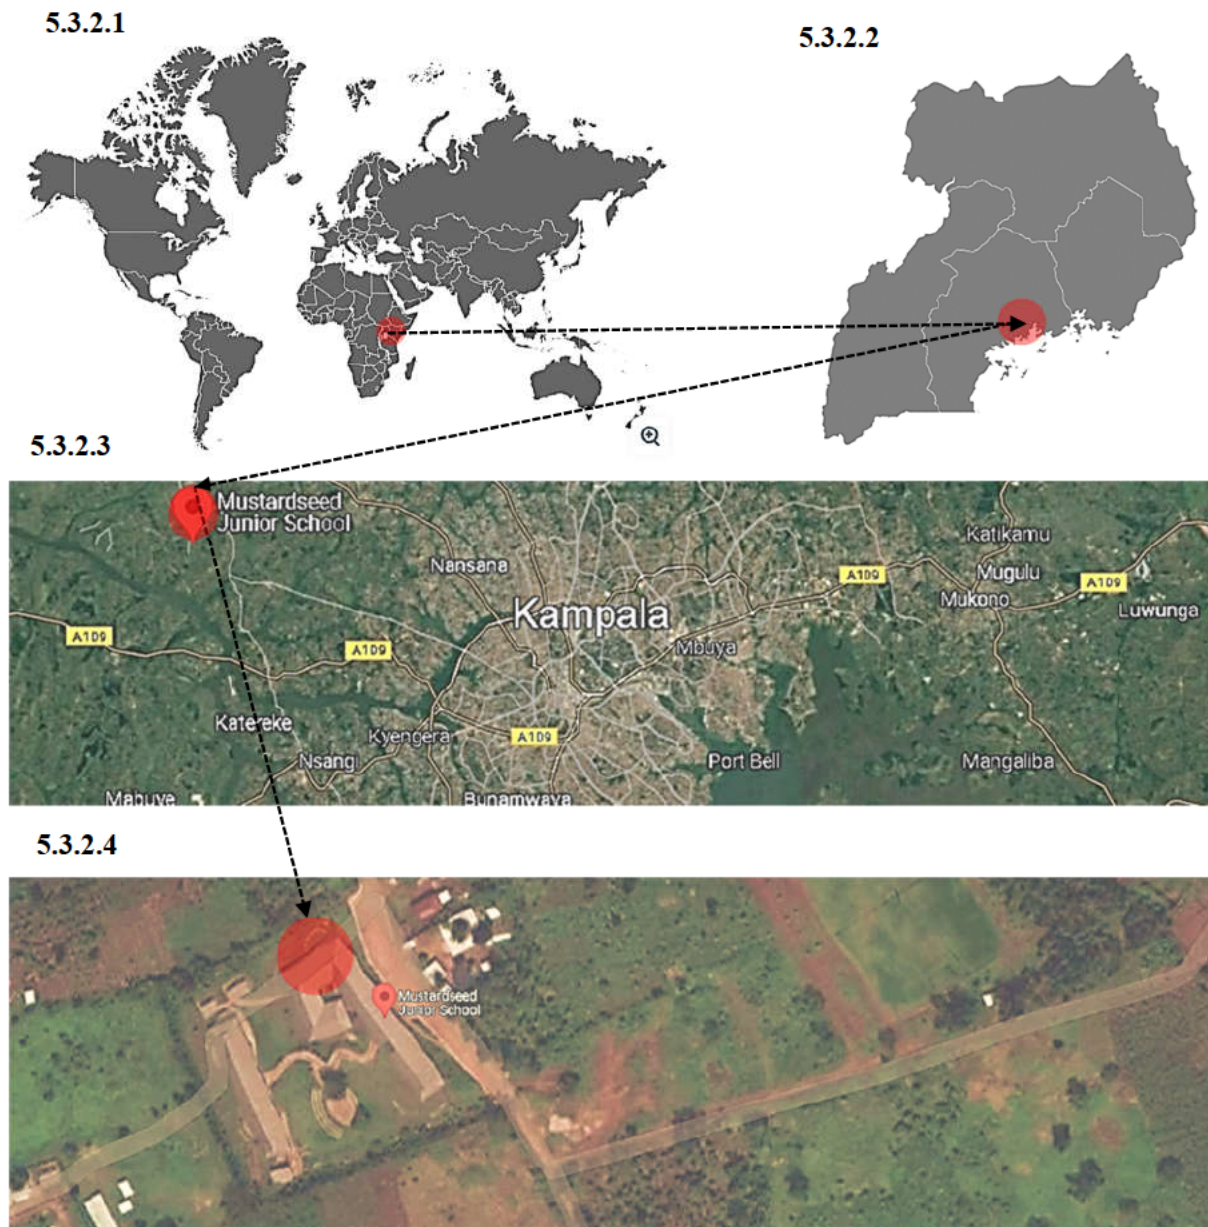 5.3.2.1
5.3.2.2
5.3.2.3
Mustardseed
Junior School
Katikamu
Nansana
A109
Mugulu
A109
Kampala
Mukono
Luwunga
A109
A109
Mbuya
Katereke
Kyengera
A109
Nsangi
Port Bell
Mangaliba
Mabuye
Bunamwaya
5.3.2.4
Mustardseed
Junior School